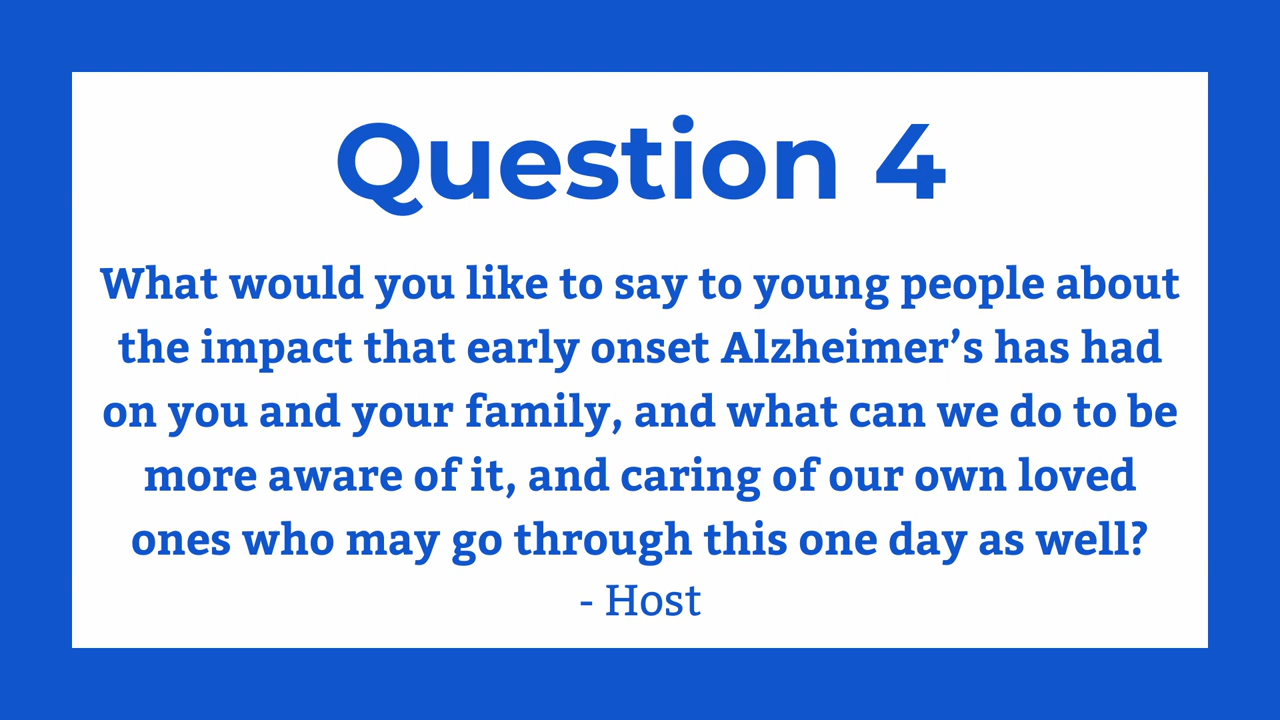 Question 4
What would you like to say to young people about
the impact that early onset Alzheimer’s has had
on you and your family, and what can we do to be
more aware of it, and caring of our own loved
ones who may go through this one day as well?
- Host